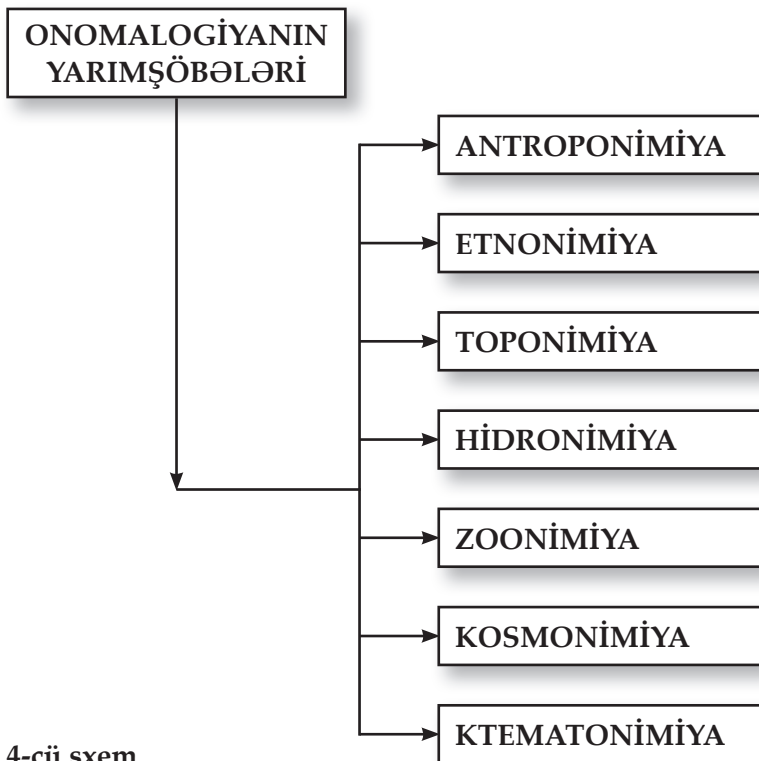 ONOMALOGİYANIN
YARIMŞÖBƏLƏRİ
ANTROPONİMİYA
ETNONİMİYA
TOPONİMİYA
HİDRONİMİYA
ZOONİMİYA
KOSMONİMİYA
KTEMATONİMİYA
4-cü sxem